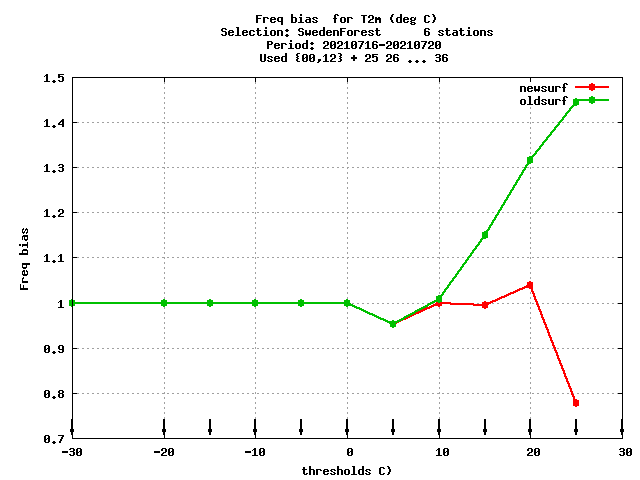 Freq bias  for T2m (deg C)
Selection: SwedenForest      6 stations
Period: 20210716-20210720
Used {00,12} + 25 26 ... 36
newsurf
oldsurf
1.5
1.4
1.3
1.2
1.1
1
0.9
0.8
0.7
Freq bias
-30
-20
-10
0
10
20
30
thresholds C)